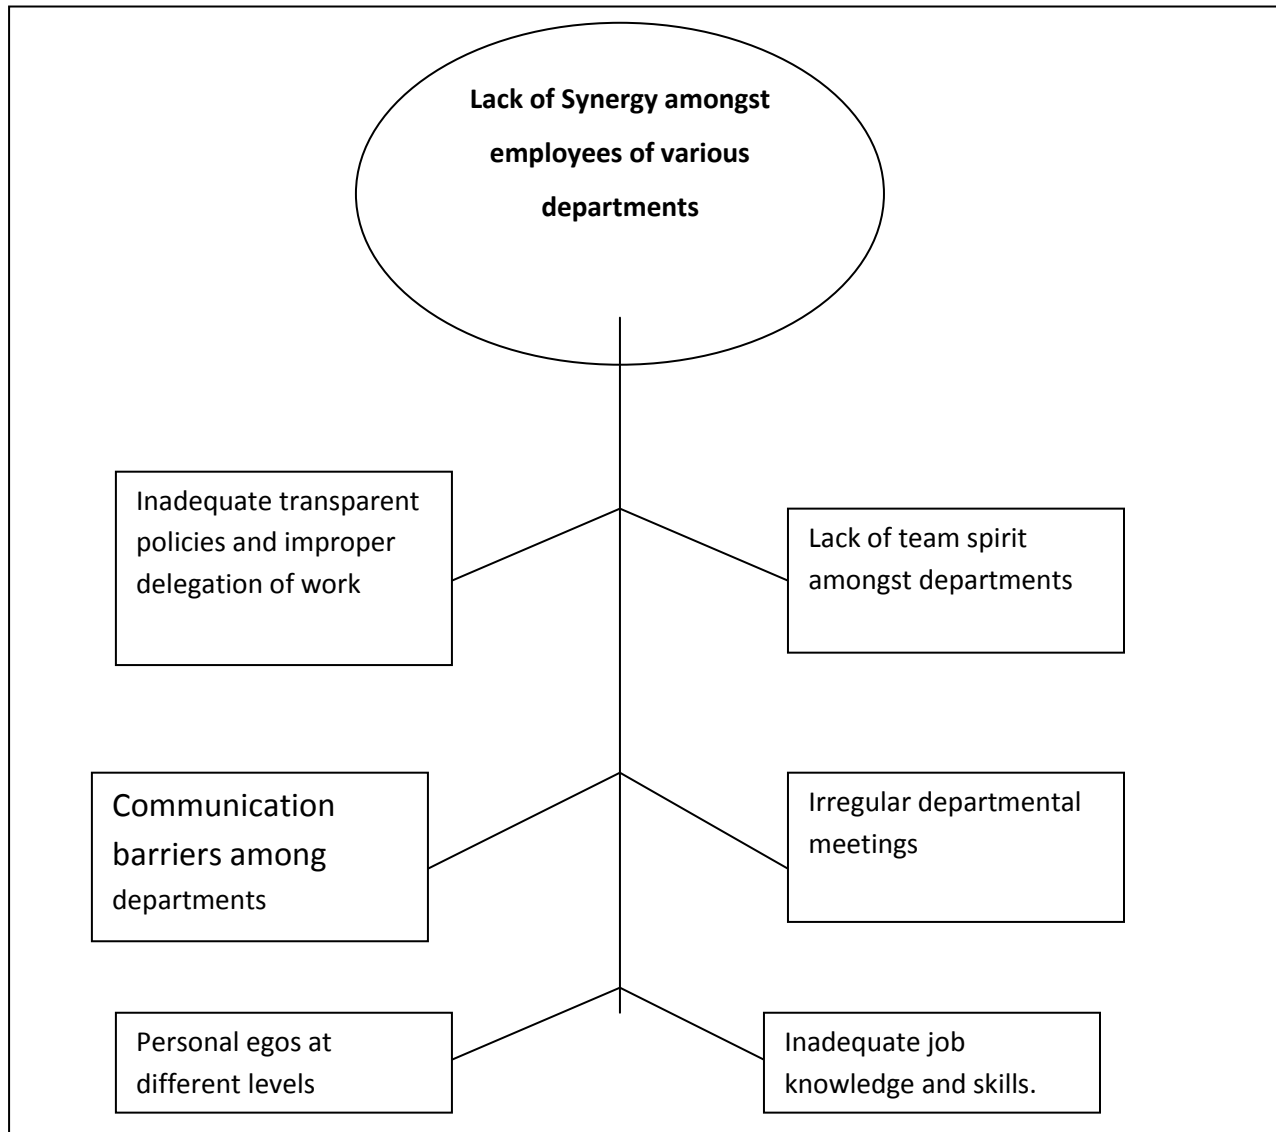 Lack of Synergy amongst
employees of various
departments
Inadequate transparent
policies and improper
delegation of work
Lack of team spirit
amongst departments
Communication
barriers among
departments
Irregular departmental
meetings
Personal egos at
different levels
Inadequate job
knowledge and skills.